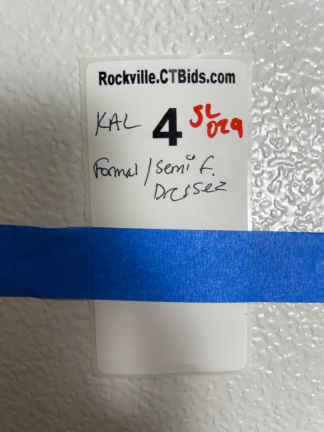 Rockville.CTBids.com
KAL 4 SL
029
Formal / Semi F.
Dresses